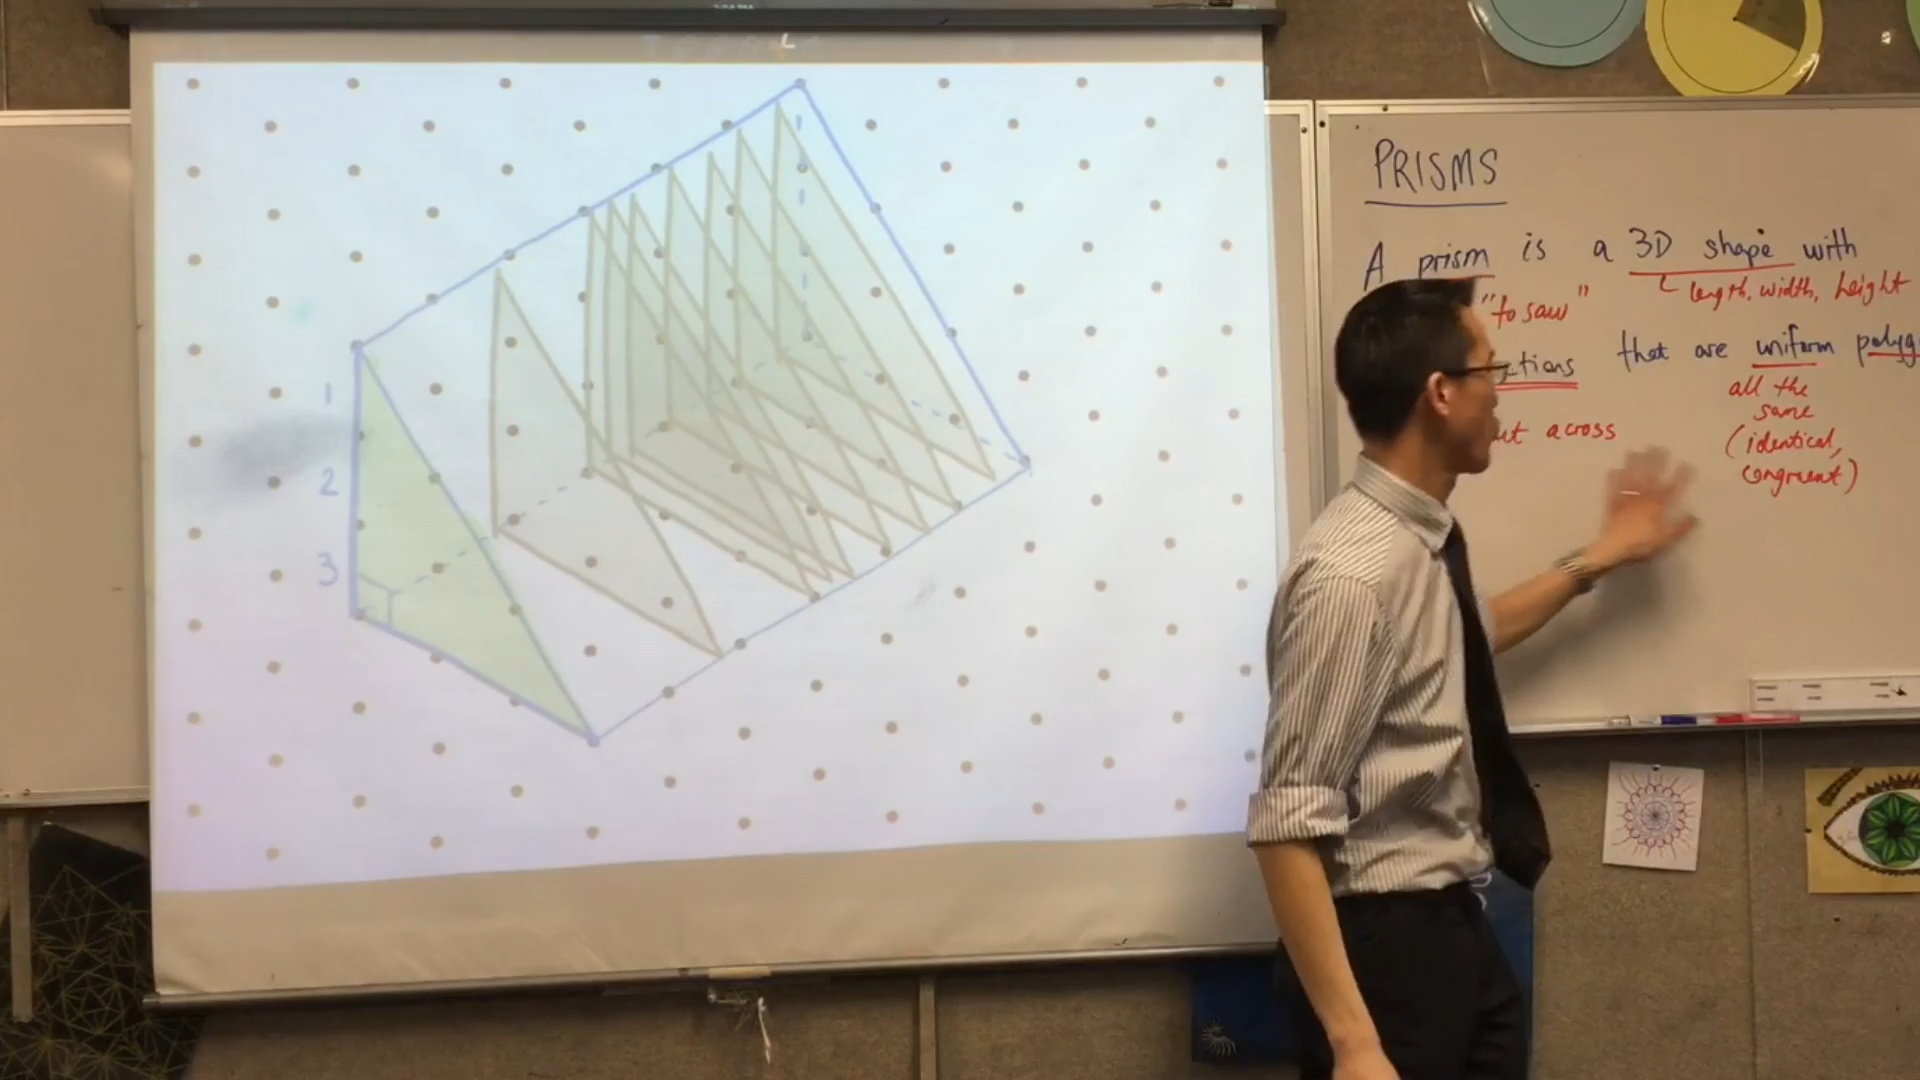 1
2
3
PRISMS
A prism is a 3D shape with
"to saw"
length, width, height
that are uniform
all the
same
across
(identical,
congruent)